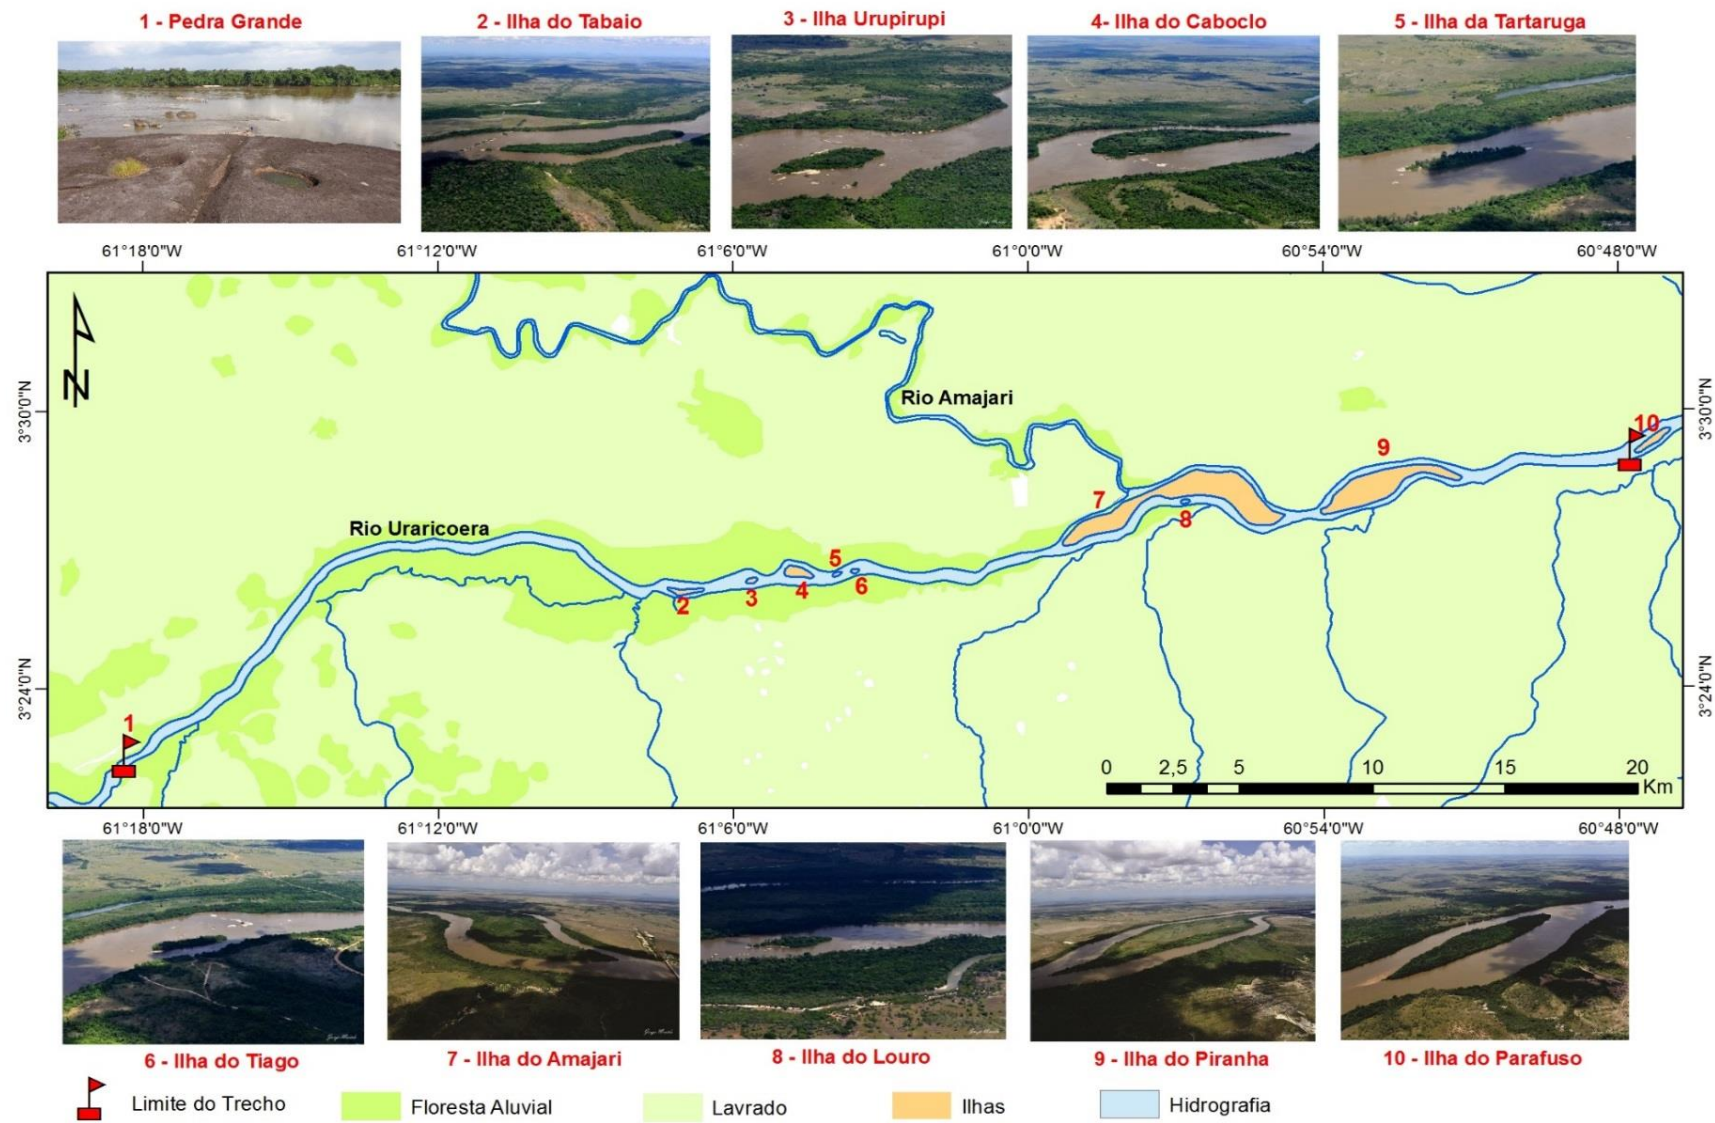 1 - Pedra Grande
2 - Ilha do Tabaio
3 - Ilha Urupirupi
4- Ilha do Caboclo
5 - Ilha da Tartaruga
61°18'0"W 61°12'0"W 61°6'0"W 61°0'0"W 60°54'0"W 60°48'0"W
N
3°30'0"N
3°30'0"N
Rio Amajari
10
9
7
8
Rio Uraricoera
5
2
3
4
6
3°24'0"N
3°24'0"N
1
0 2,5 5 10 15 20
Km
61°18'0"W 61°12'0"W 61°6'0"W 61°0'0"W 60°54'0"W 60°48'0"W
6 - Ilha do Tiago
7 - Ilha do Amajari
8 - Ilha do Louro
9 - Ilha do Piranha
10 - Ilha do Parafuso
Limite do Trecho
Floresta Aluvial
Lavrado
Ilhas
Hidrografia